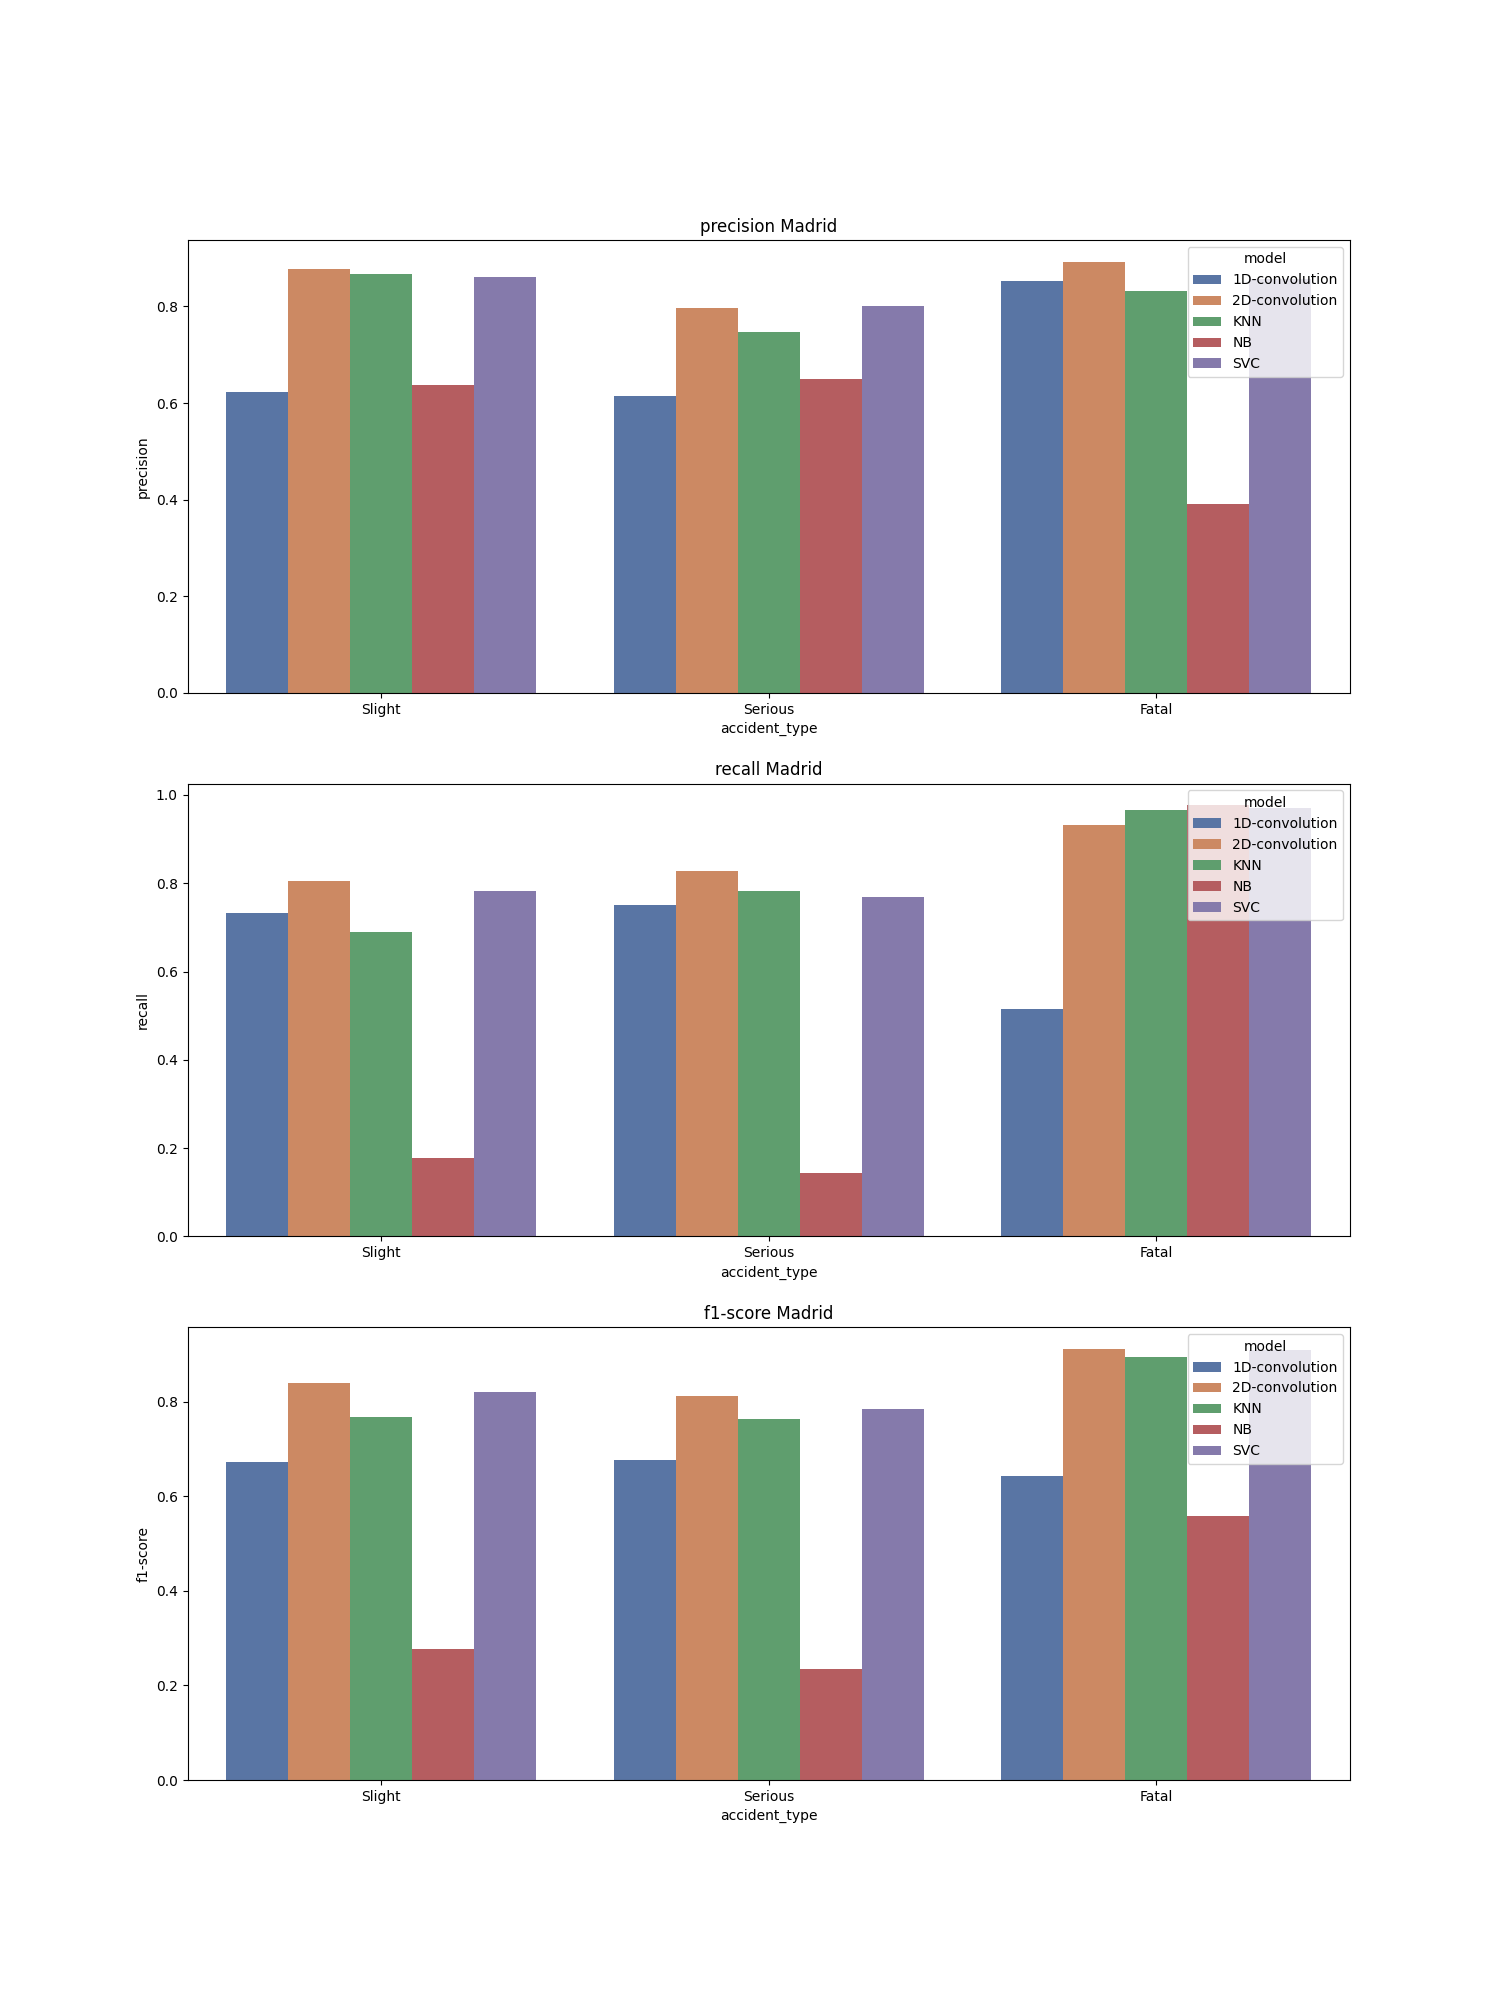 precision Madrid
model
1D-convolution
2D-convolution
KNN
NB
SVC
0.8
0.6
0.4
0.2
0.0
precision
Slight Serious Fatal
accident_type
recall Madrid
model
1D-convolution
2D-convolution
KNN
NB
SVC
1.0
0.8
0.6
0.4
0.2
0.0
recall
Slight Serious Fatal
accident_type
f1-score Madrid
model
1D-convolution
2D-convolution
KNN
NB
SVC
0.8
0.6
0.4
0.2
0.0
f1-score
Slight Serious Fatal
accident_type